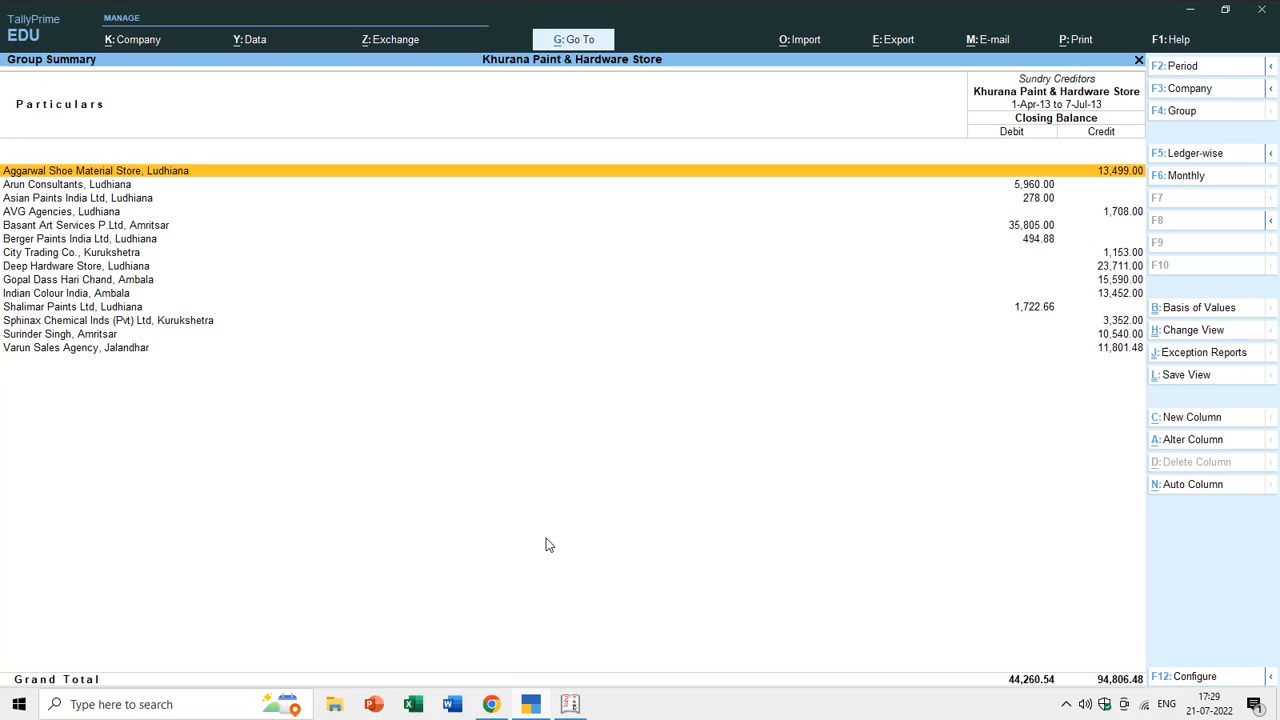 TallyPrime
EDU
MANAGE
K: Company
Y: Data
Z: Exchange
G: Go To
O: Import
E: Export
M: E-mail
P: Print
F1: Help
Group Summary
Khurana Paint & Hardware Store
Particulars
Sundry Creditors
Khurana Paint & Hardware Store
1-Apr-13 to 7-Jul-13
Closing Balance
Debit Credit
Aggarwal Shoe Material Store, Ludhiana 13,499.00
Arun Consultants, Ludhiana 5,960.00
Asian Paints India Ltd, Ludhiana 278.00
AVG Agencies, Ludhiana 1,708.00
Basant Art Services P.Ltd, Amritsar 35,805.00
Berger Paints India Ltd, Ludhiana 494.88
City Trading Co., Kurukshetra 1,153.00
Deep Hardware Store, Ludhiana 23,711.00
Gopal Dass Hari Chand, Ambala 15,590.00
Indian Colour India, Ambala 13,452.00
Shalimar Paints Ltd, Ludhiana 1,722.66
Sphinax Chemical Inds (Pvt) Ltd, Kurukshetra 3,352.00
Surinder Singh, Amritsar 10,540.00
Varun Sales Agency, Jalandhar 11,801.48
Grand Total 44,260.54 94,806.48
F2: Period
F3: Company
F4: Group
F5: Ledger-wise
F6: Monthly
F7
F8
F9
F10
B: Basis of Values
H: Change View
J: Exception Reports
L: Save View
C: New Column
A: Alter Column
D: Delete Column
N: Auto Column
F12: Configure
Type here to search
ENG
17:29
21-07-2022
1